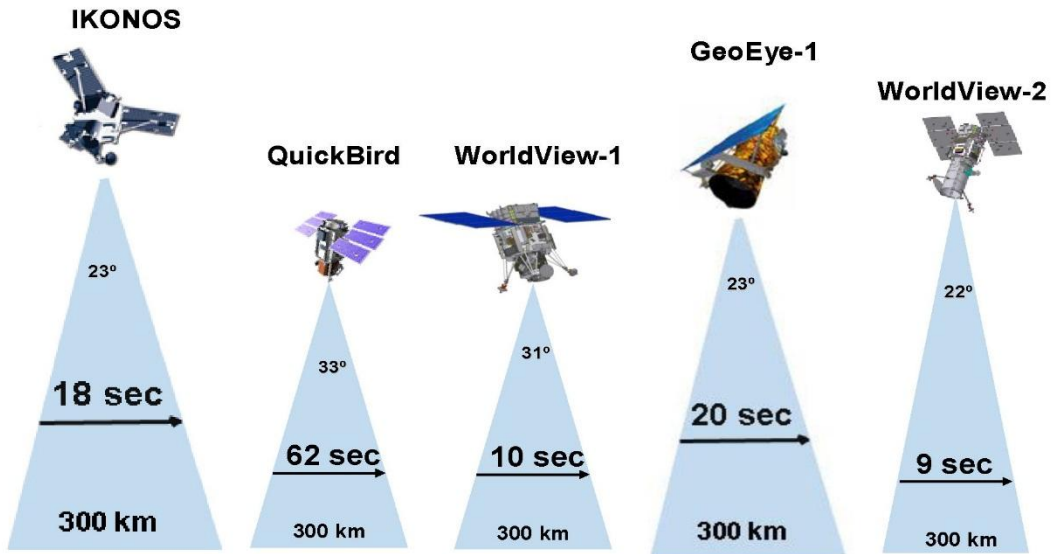 IKONOS
23º
18 sec
300 km
QuickBird
33º
62 sec
300 km
WorldView-1
31º
10 sec
300 km
GeoEye-1
23º
20 sec
300 km
WorldView-2
22º
9 sec
300 km